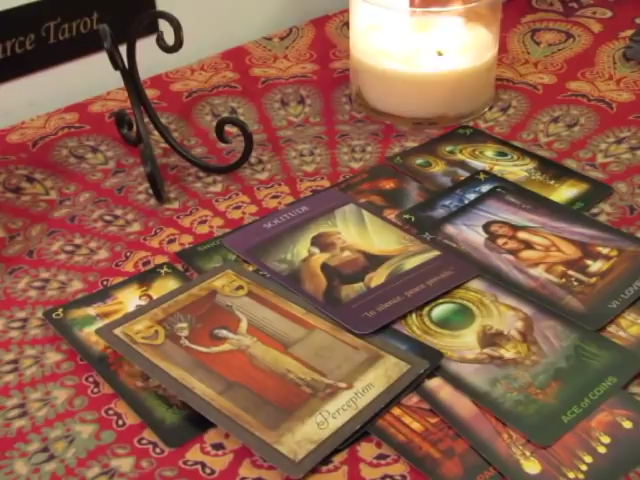 arce Tarot
SOLITUDE
"In silence, peace prevails."
Perception
VI · LOVE
ACE of COINS